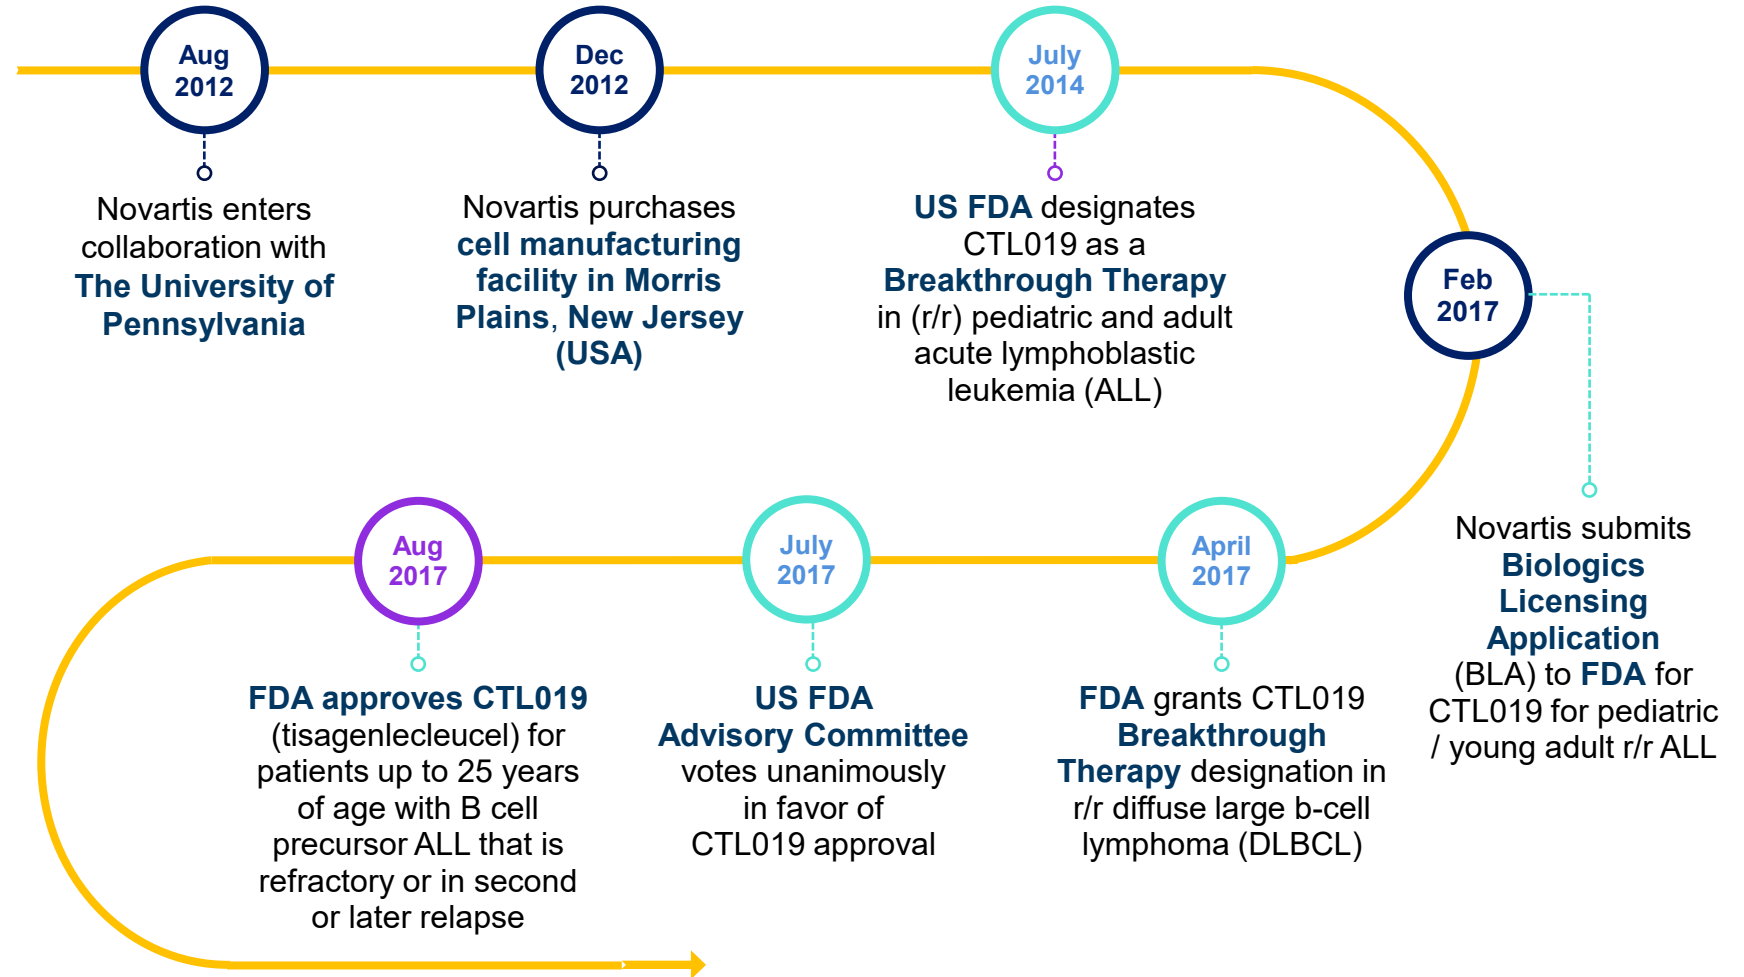 Aug
2012
Novartis enters
collaboration with
The University of
Pennsylvania
Dec
2012
Novartis purchases
cell manufacturing
facility in Morris
Plains, New Jersey
(USA)
July
2014
US FDA designates
CTL019 as a
Breakthrough Therapy
in (r/r) pediatric and adult
acute lymphoblastic
leukemia (ALL)
Feb
2017
Novartis submits
Biologics
Licensing
Application
(BLA) to FDA for
CTL019 for pediatric
/ young adult r/r ALL
April
2017
FDA grants CTL019
Breakthrough
Therapy designation in
r/r diffuse large b-cell
lymphoma (DLBCL)
July
2017
US FDA
Advisory Committee
votes unanimously
in favor of
CTL019 approval
Aug
2017
FDA approves CTL019
(tisagenlecleucel) for
patients up to 25 years
of age with B cell
precursor ALL that is
refractory or in second
or later relapse